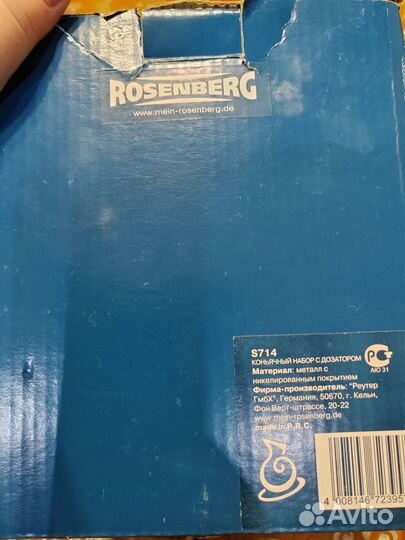 ROSENBERG
www.mein-rosenberg.de
S714
КОНЬЯЧНЫЙ НАБОР С ДОЗАТОРОМ
Материал: металл с
никелированным покрытием
Фирма-производитель: "Реутер
ГмбХ", Германия, 50670, г. Кельн,
Фон Верт-штрассе, 20-22
www.mein-rosenberg.de
made in P.R.C.
РС
АЮ 31
4 008146 72395
Avito